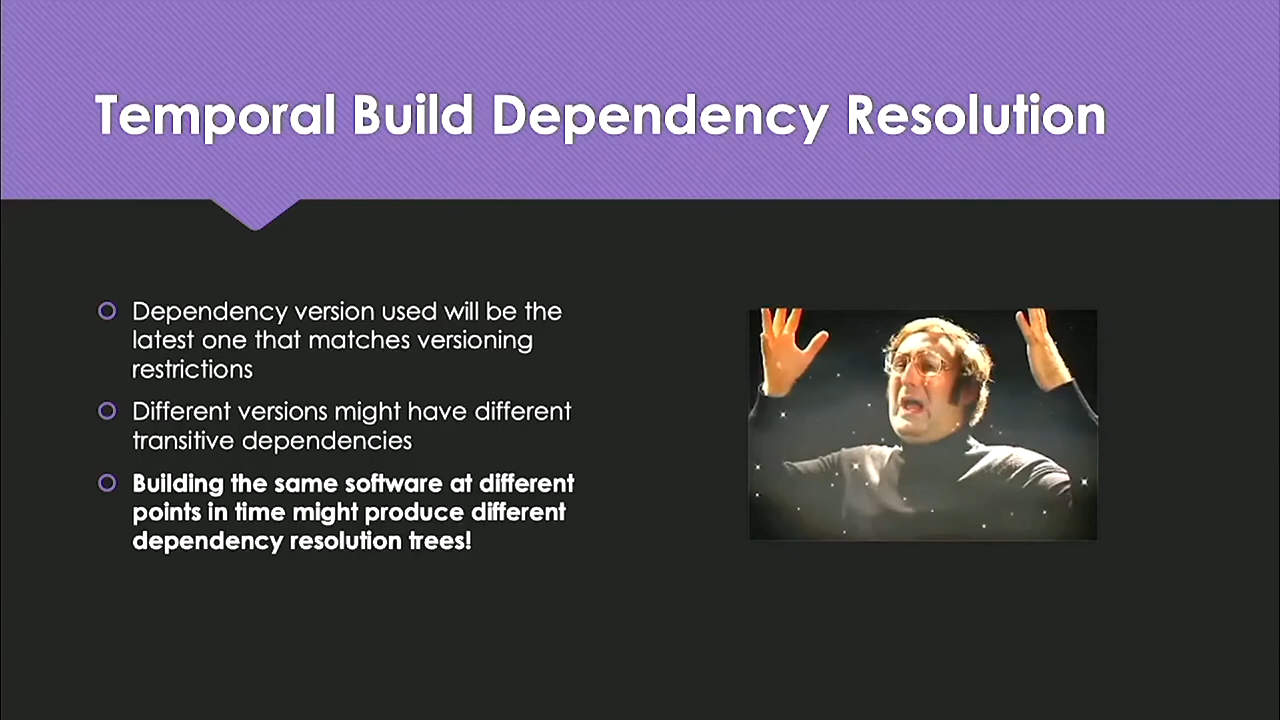 Temporal Build Dependency Resolution
Dependency version used will be the
latest one that matches versioning
restrictions
Different versions might have different
transitive dependencies
Building the same software at different
points in time might produce different
dependency resolution trees!